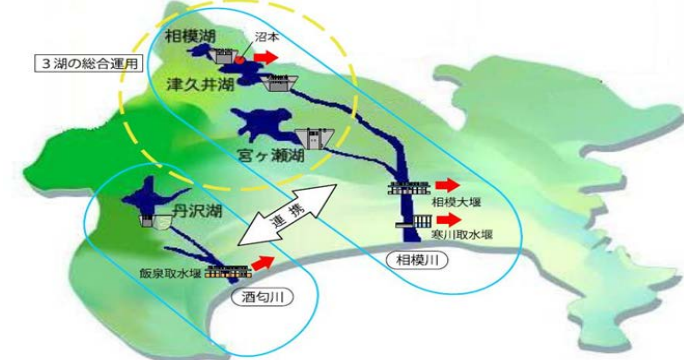 相模湖
沼本
3湖の総合運用
津久井湖
宮ヶ瀬湖
丹沢湖
連携
相模大堰
寒川取水堰
飯泉取水堰
相模川
酒匂川